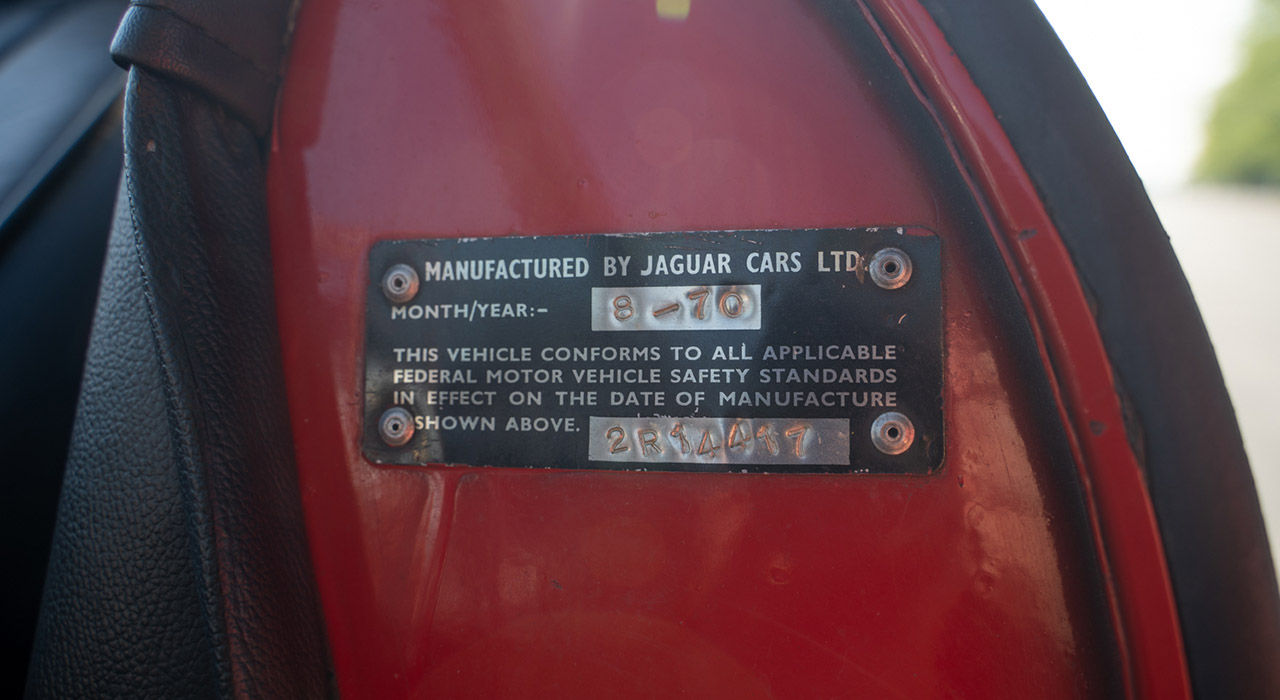 MANUFACTURED BY JAGUAR CARS LTD
MONTH/YEAR:- 8-70
THIS VEHICLE CONFORMS TO ALL APPLICABLE
FEDERAL MOTOR VEHICLE SAFETY STANDARDS
IN EFFECT ON THE DATE OF MANUFACTURE
SHOWN ABOVE. 2R14417